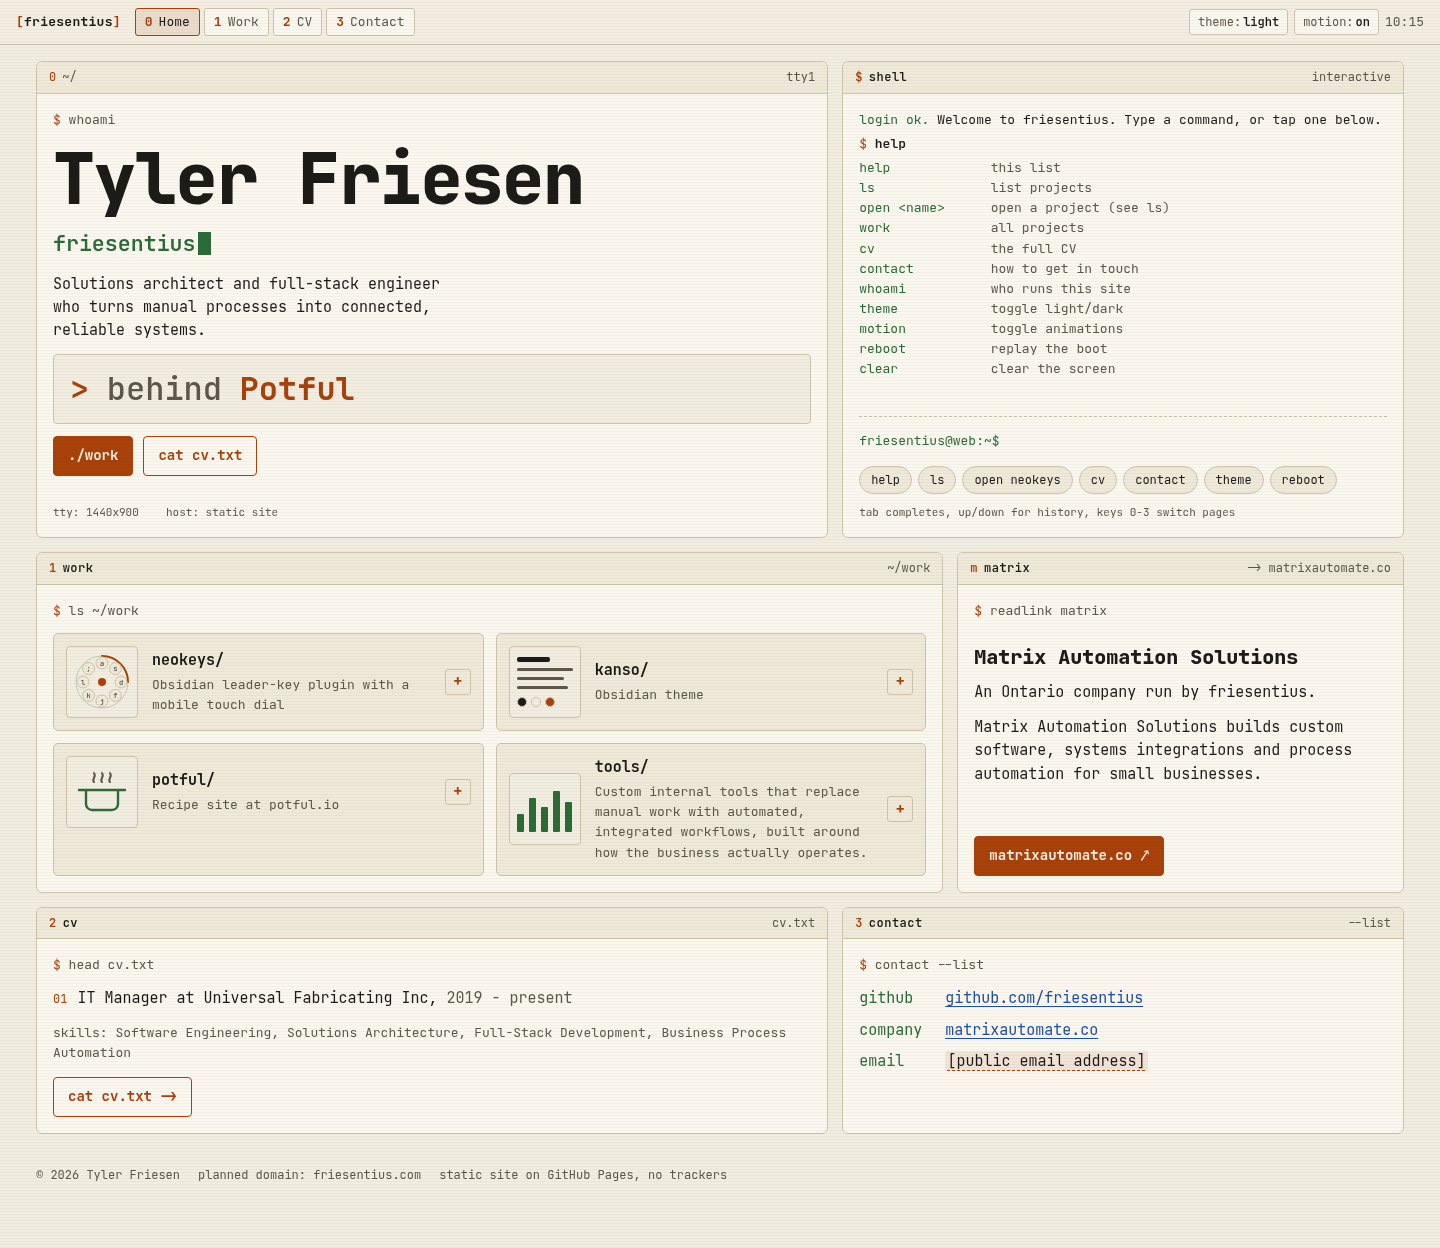 [friesentius] 0 Home 1 Work 2 CV 3 Contact theme: light motion: on 10:15
0 ~/ tty1
$ whoami
Tyler Friesen
friesentius
Solutions architect and full-stack engineer
who turns manual processes into connected,
reliable systems.
> behind Potful
./work cat cv.txt
tty: 1440x900 host: static site
$ shell interactive
login ok. Welcome to friesentius. Type a command, or tap one below.
$ help
help this list
ls list projects
open <name> open a project (see ls)
work all projects
cv the full CV
contact how to get in touch
whoami who runs this site
theme toggle light/dark
motion toggle animations
reboot replay the boot
clear clear the screen
friesentius@web:~$
help ls open neokeys cv contact theme reboot
tab completes, up/down for history, keys 0-3 switch pages
1 work ~/work
$ ls ~/work
a s d f j k l ;
neokeys/
Obsidian leader-key plugin with a
mobile touch dial
+
kanso/
Obsidian theme
+
potful/
Recipe site at potful.io
+
tools/
Custom internal tools that replace
manual work with automated,
integrated workflows, built around
how the business actually operates.
+
m matrix → matrixautomate.co
$ readlink matrix
Matrix Automation Solutions
An Ontario company run by friesentius.
Matrix Automation Solutions builds custom
software, systems integrations and process
automation for small businesses.
matrixautomate.co ↗
2 cv cv.txt
$ head cv.txt
01 IT Manager at Universal Fabricating Inc, 2019 - present
skills: Software Engineering, Solutions Architecture, Full-Stack Development, Business Process
Automation
cat cv.txt →
3 contact --list
$ contact --list
github github.com/friesentius
company matrixautomate.co
email [public email address]
© 2026 Tyler Friesen planned domain: friesentius.com static site on GitHub Pages, no trackers